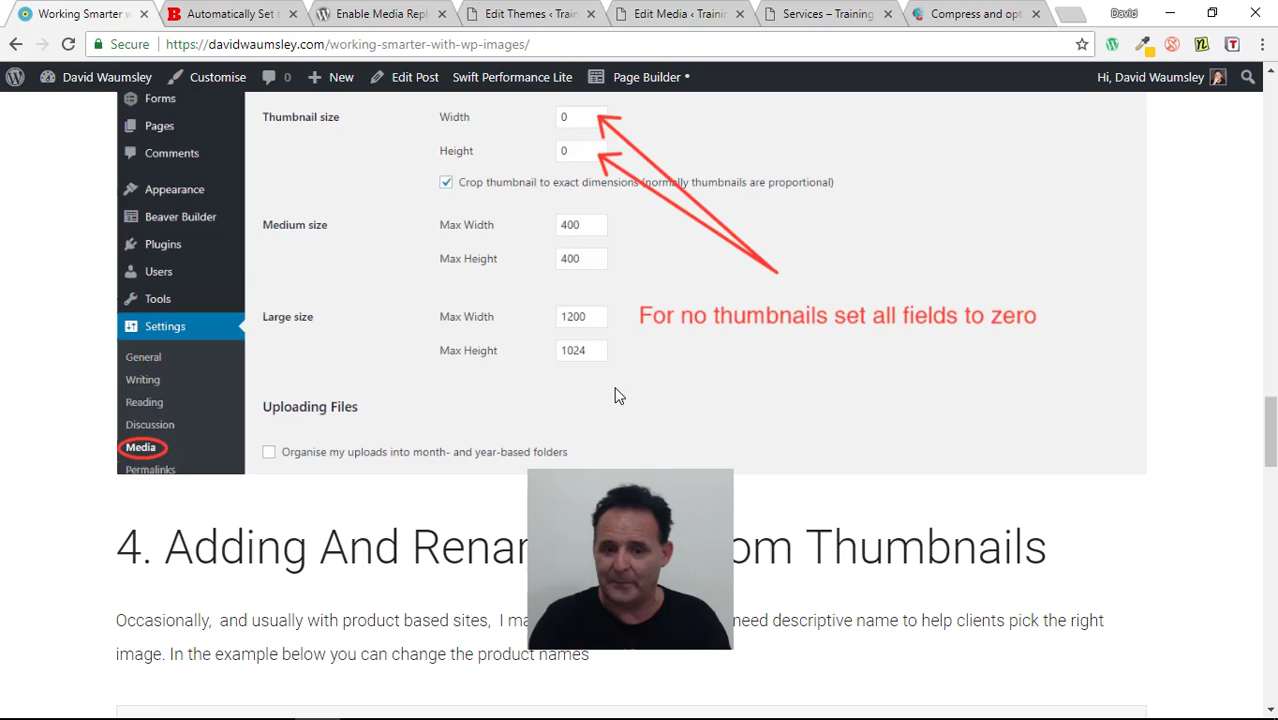 Working Smarter w
Automatically Set t
Enable Media Repl
Edit Themes ‹ Train
Edit Media ‹ Trainin
Services – Training
Compress and opt
David
Secure
https://davidwaumsley.com/working-smarter-with-wp-images/
David Waumsley
Customise
0
New
Edit Post
Swift Performance Lite
Page Builder •
Hi, David Waumsley
Forms
Pages
Comments
Appearance
Beaver Builder
Plugins
Users
Tools
Settings
General
Writing
Reading
Discussion
Media
Permalinks
Thumbnail size
Width
0
Height
0
Crop thumbnail to exact dimensions (normally thumbnails are proportional)
Medium size
Max Width
400
Max Height
400
Large size
Max Width
1200
Max Height
1024
For no thumbnails set all fields to zero
Uploading Files
Organise my uploads into month- and year-based folders
4. Adding And Renam om Thumbnails
Occasionally, and usually with product based sites, I ma need descriptive name to help clients pick the right
image. In the example below you can change the product names